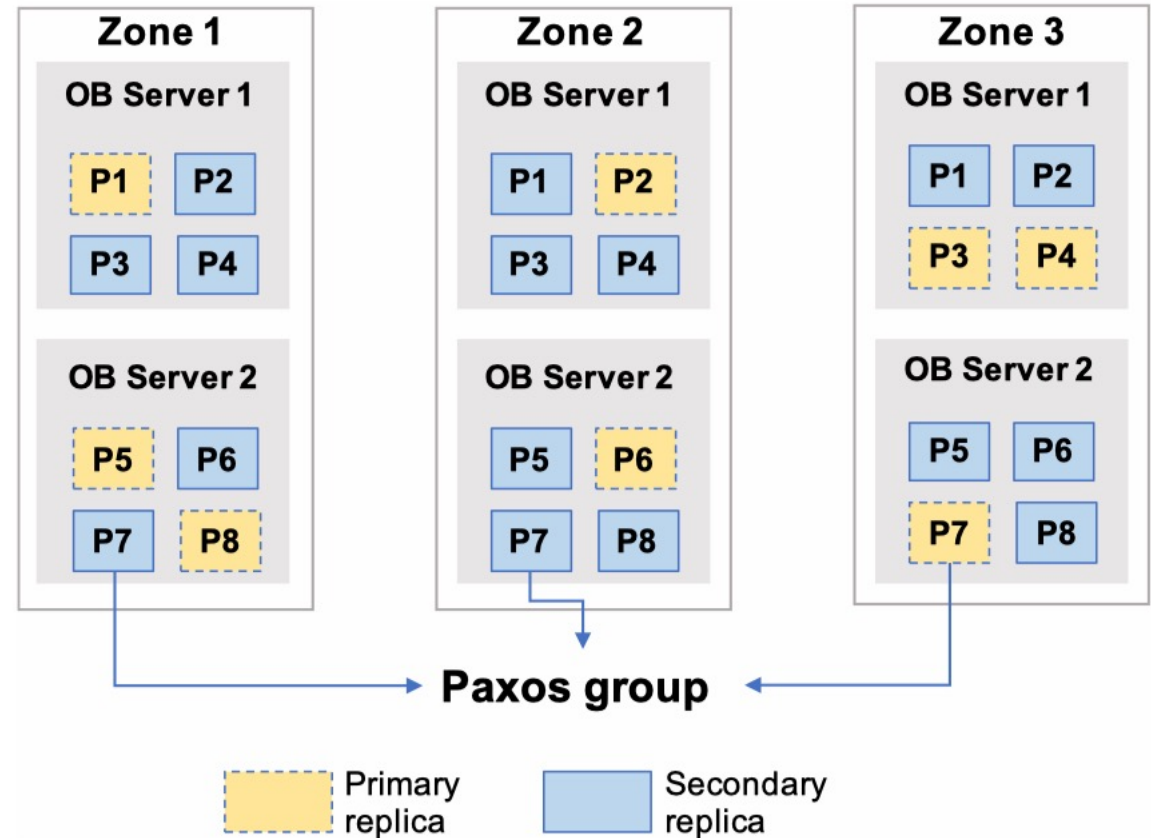 Zone 1
OB Server 1
P1 P2
P3 P4
OB Server 2
P5 P6
P7 P8
Zone 2
OB Server 1
P1 P2
P3 P4
OB Server 2
P5 P6
P7 P8
Zone 3
OB Server 1
P1 P2
P3 P4
OB Server 2
P5 P6
P7 P8
Paxos group
Primary
replica
Secondary
replica